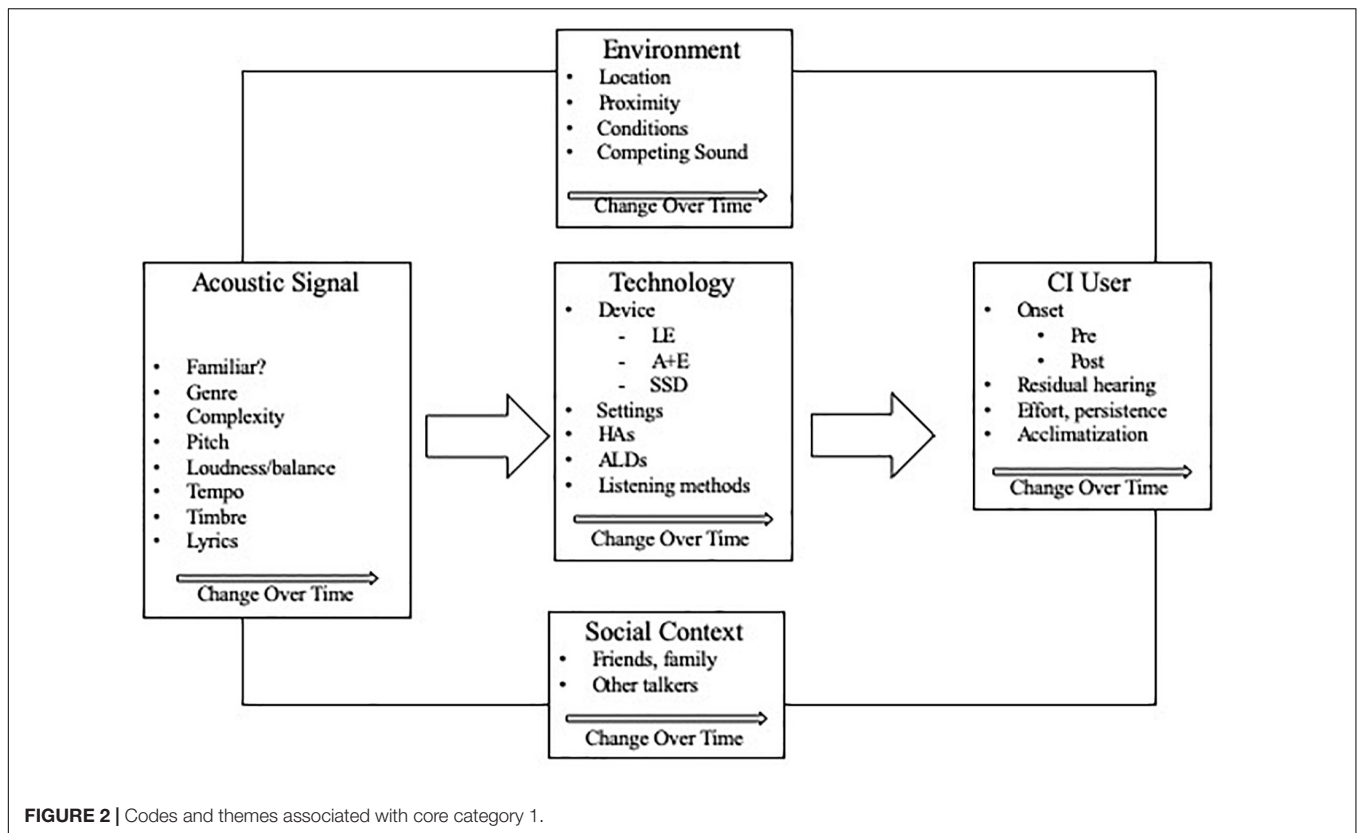 Environment
• Location
• Proximity
• Conditions
• Competing Sound
Change Over Time
Acoustic Signal
• Familiar?
• Genre
• Complexity
• Pitch
• Loudness/balance
• Tempo
• Timbre
• Lyrics
Change Over Time
Technology
• Device
- LE
- A+E
- SSD
• Settings
• HAs
• ALDs
• Listening methods
Change Over Time
CI User
• Onset
• Pre
• Post
• Residual hearing
• Effort, persistence
• Acclimatization
Change Over Time
Social Context
• Friends, family
• Other talkers
Change Over Time
FIGURE 2 | Codes and themes associated with core category 1.